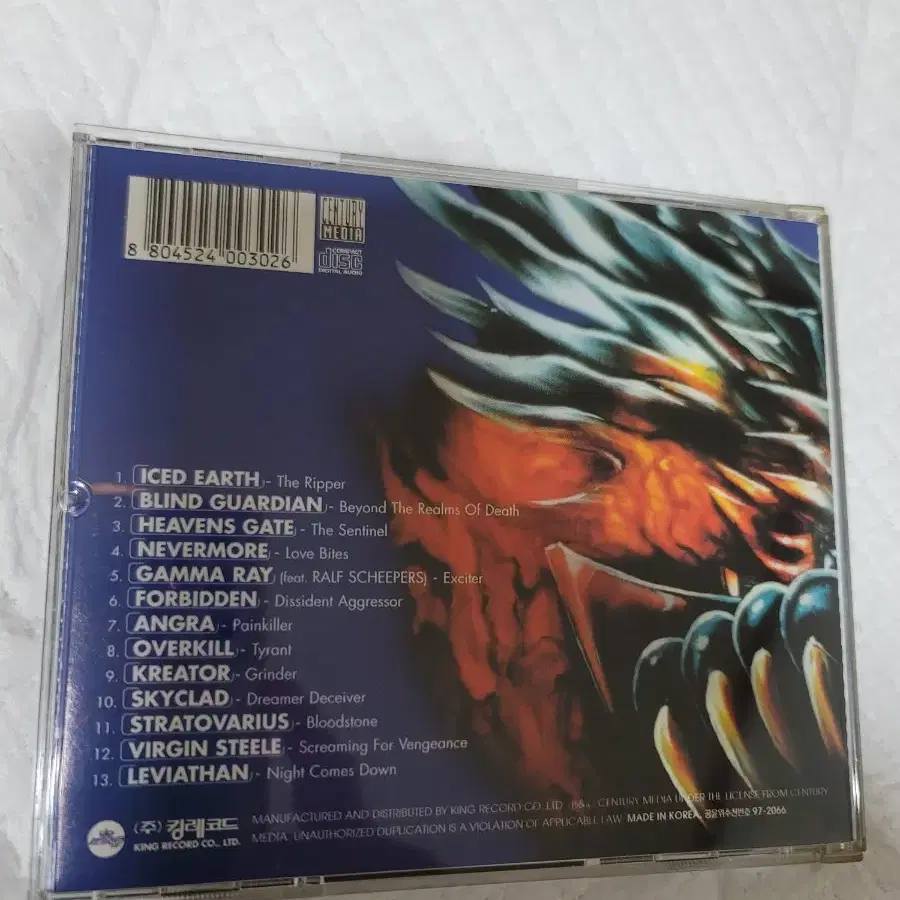 8 804524 003026
CENTURY
MEDIA
COMPACT
disc
DIGITAL AUDIO
1. ICED EARTH - The Ripper
2. BLIND GUARDIAN - Beyond The Realms Of Death
3. HEAVENS GATE - The Sentinel
4. NEVERMORE - Love Bites
5. GAMMA RAY (feat. RALF SCHEEPERS) - Exciter
6. FORBIDDEN - Dissident Aggressor
7. ANGRA - Painkiller
8. OVERKILL - Tyrant
9. KREATOR - Grinder
10. SKYCLAD - Dreamer Deceiver
11. STRATOVARIUS - Bloodstone
12. VIRGIN STEELE - Screaming For Vengeance
13. LEVIATHAN - Night Comes Down
MANUFACTURED AND DISTRIBUTED BY KING RECORD CO., LTD. CENTURY MEDIA UNDER THE LICENSE FROM CENTURY
MEDIA. UNAUTHORIZED DUPLICATION IS A VIOLATION OF APPLICABLE LAW. MADE IN KOREA. 97-2066
(주) 킹레코드
KING RECORD CO., LTD.